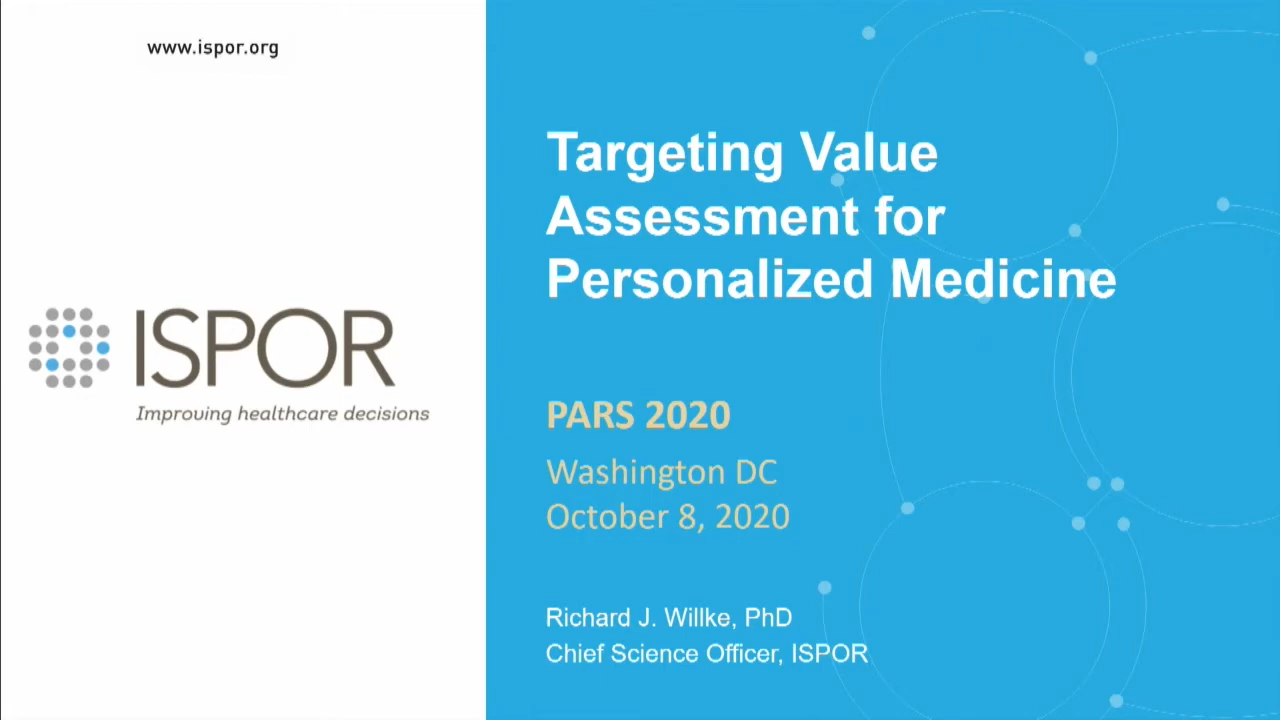 www.ispor.org
ISPOR
Improving healthcare decisions
Targeting Value
Assessment for
Personalized Medicine
PARS 2020
Washington DC
October 8, 2020
Richard J. Willke, PhD
Chief Science Officer, ISPOR